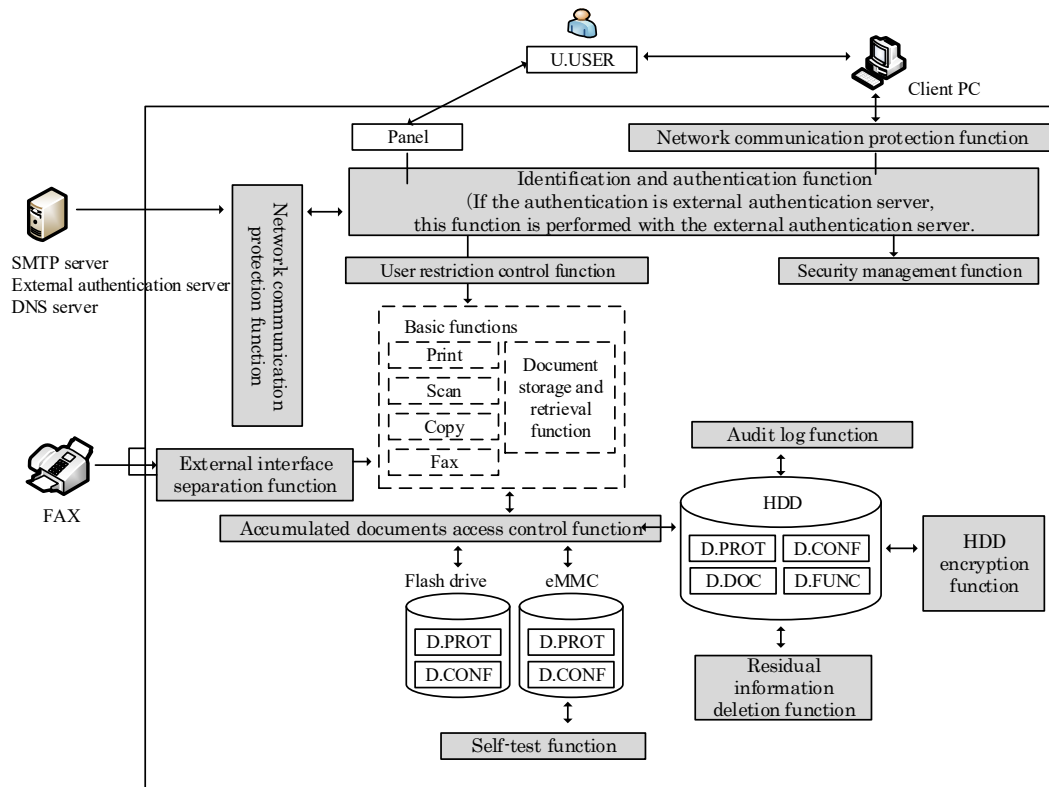 U.USER
Client PC
Panel
Network communication protection function
Identification and authentication function
(If the authentication is external authentication server,
this function is performed with the external authentication server.
Network communication
protection function
SMTP server
External authentication server
DNS server
User restriction control function
Security management function
Basic functions
Print
Scan
Copy
Fax
Document
storage and
retrieval
function
Audit log function
External interface
separation function
FAX
HDD
D.PROT
D.CONF
D.DOC
D.FUNC
HDD
encryption
function
Accumulated documents access control function
Flash drive
eMMC
D.PROT
D.CONF
D.PROT
D.CONF
Residual
information
deletion function
Self-test function